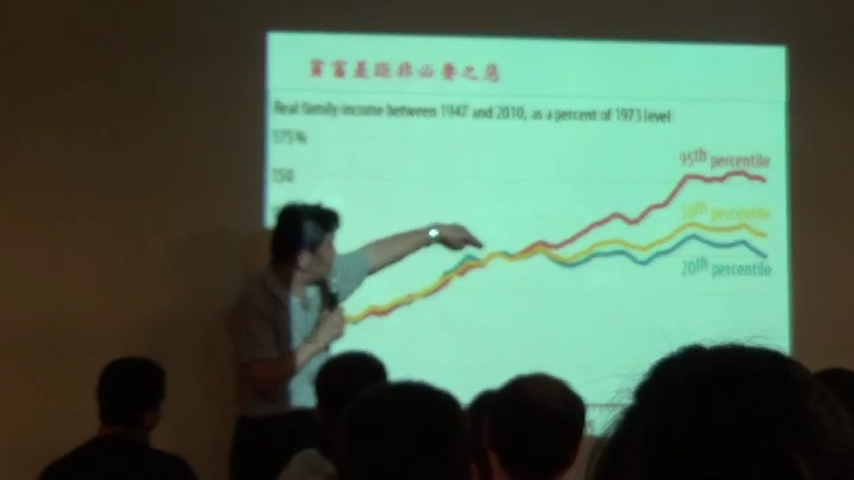 貧富差距非必要之惡
Real family income between 1947 and 2010, as a percent of 1973 level
175%
150
95th percentile
50th percentile
20th percentile